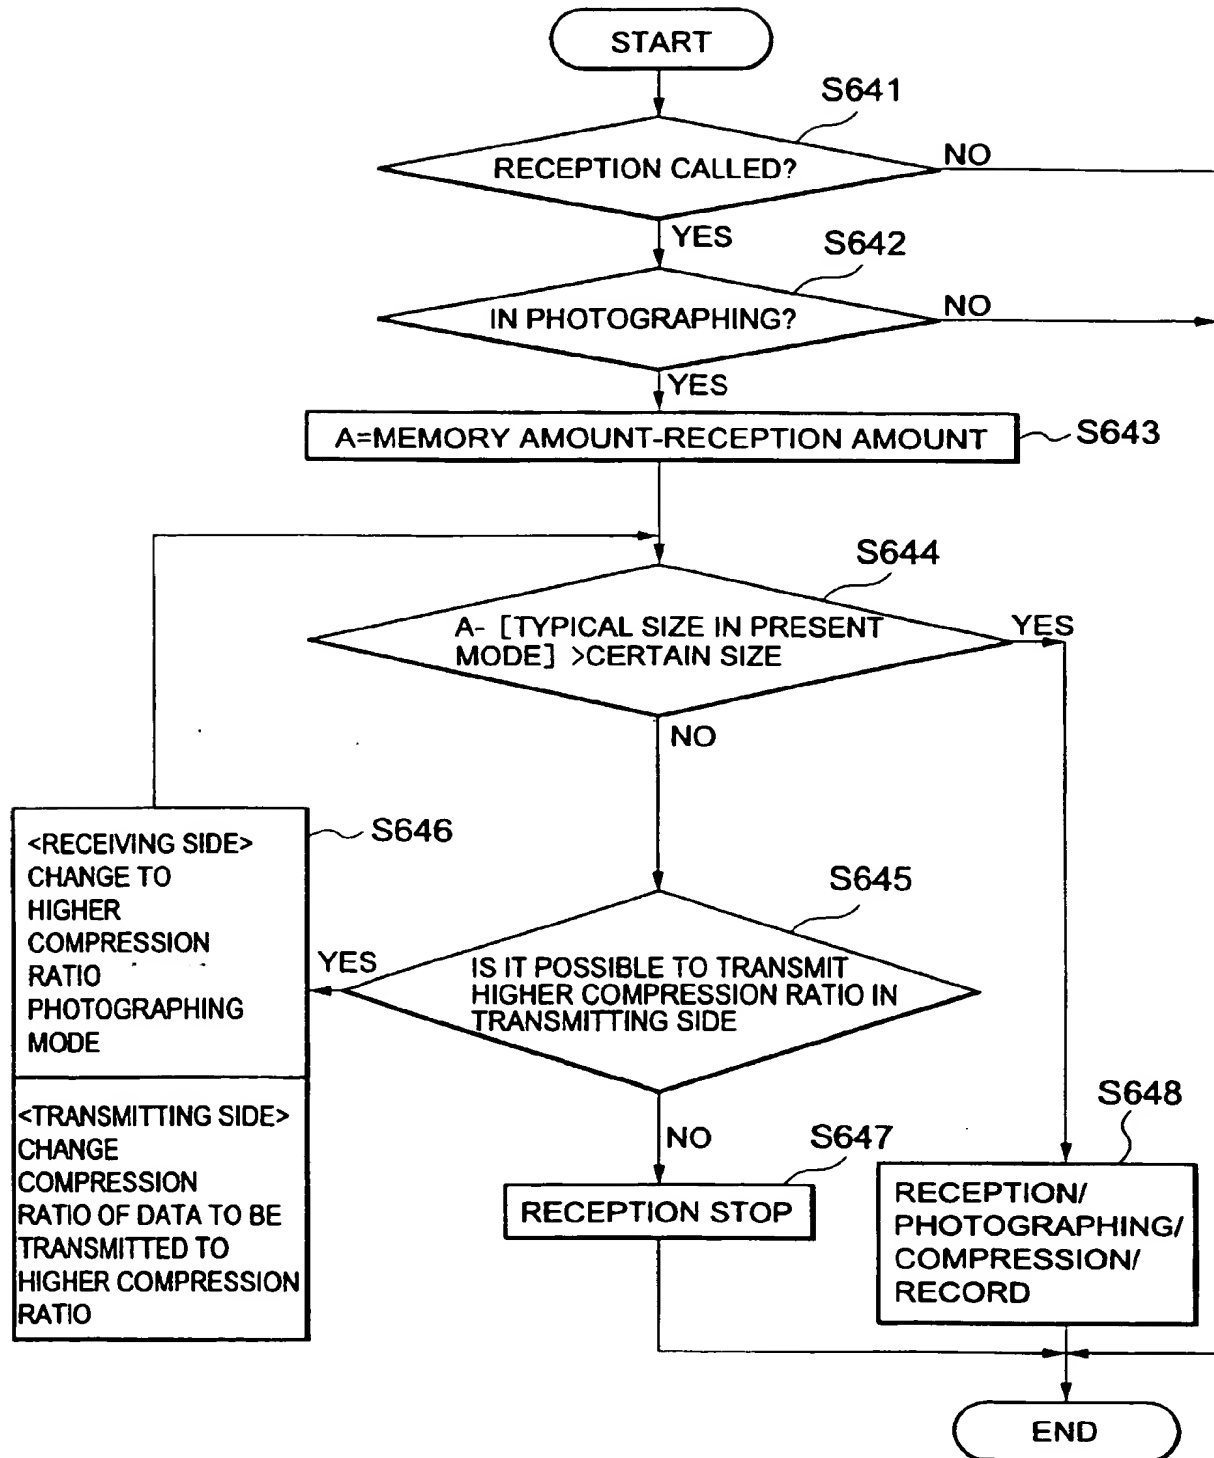 START
S641
RECEPTION CALLED?
NO
YES
S642
IN PHOTOGRAPHING?
NO
YES
A=MEMORY AMOUNT-RECEPTION AMOUNT
S643
S644
A- [TYPICAL SIZE IN PRESENT
MODE] >CERTAIN SIZE
YES
NO
S646
<RECEIVING SIDE>
CHANGE TO
HIGHER
COMPRESSION
RATIO
PHOTOGRAPHING
MODE
<TRANSMITTING SIDE>
CHANGE
COMPRESSION
RATIO OF DATA TO BE
TRANSMITTED TO
HIGHER COMPRESSION
RATIO
S645
YES
IS IT POSSIBLE TO TRANSMIT
HIGHER COMPRESSION RATIO IN
TRANSMITTING SIDE
NO
S647
RECEPTION STOP
S648
RECEPTION/
PHOTOGRAPHING/
COMPRESSION/
RECORD
END